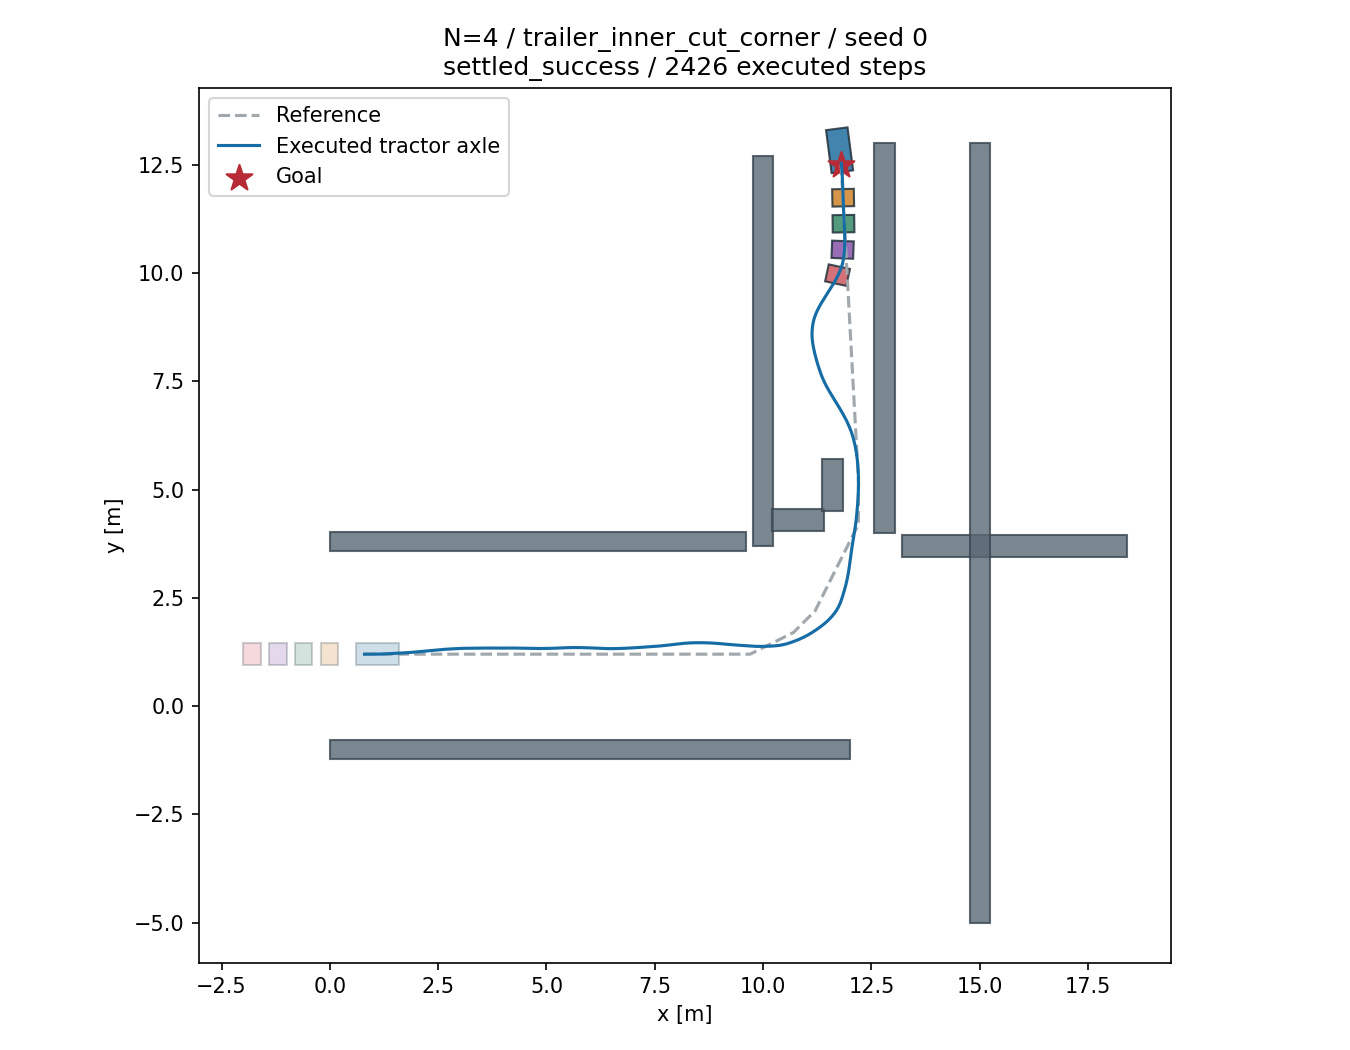 N=4 / trailer_inner_cut_corner / seed 0
settled_success / 2426 executed steps
Reference
Executed tractor axle
Goal
12.5
10.0
7.5
5.0
2.5
0.0
−2.5
−5.0
y [m]
−2.5 0.0 2.5 5.0 7.5 10.0 12.5 15.0 17.5
x [m]